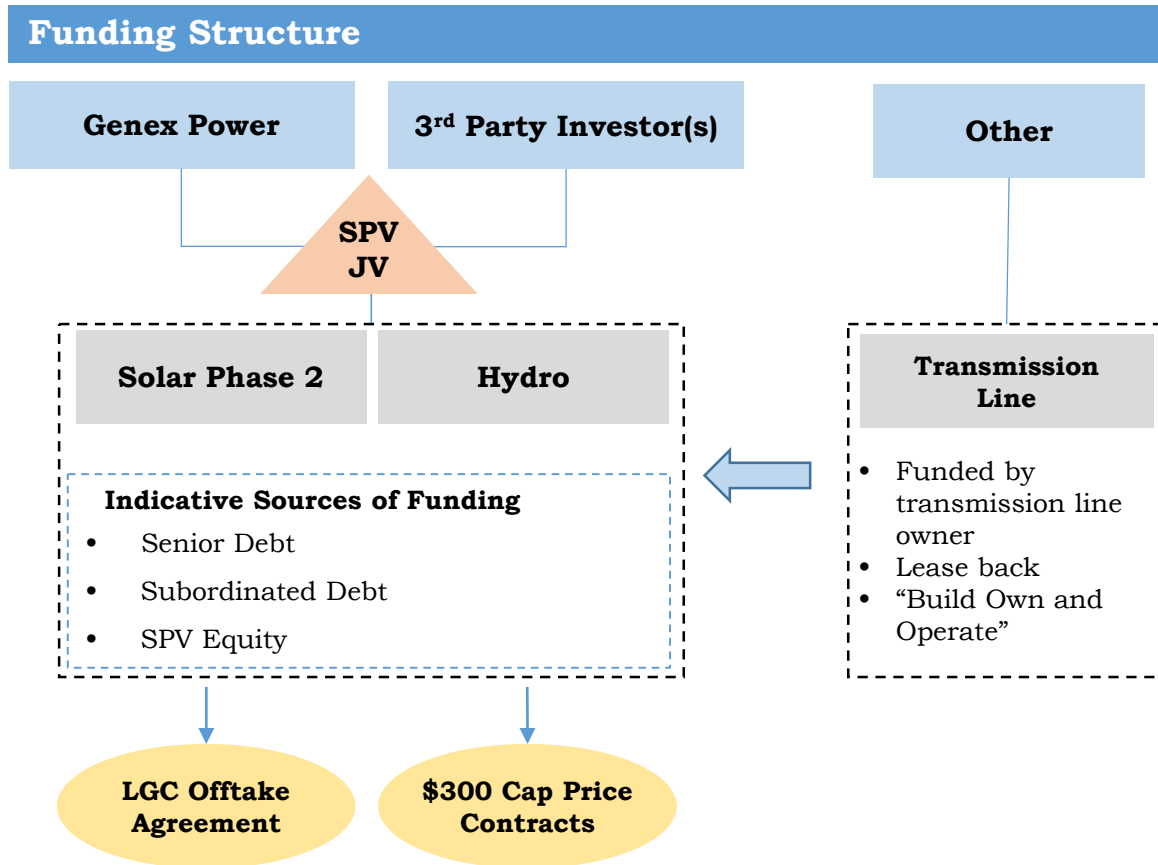 Funding Structure
Genex Power
3rd Party Investor(s)
Other
SPV
JV
Solar Phase 2
Hydro
Indicative Sources of Funding
• Senior Debt
• Subordinated Debt
• SPV Equity
Transmission
Line
• Funded by
transmission line
owner
• Lease back
• “Build Own and
Operate”
LGC Offtake
Agreement
$300 Cap Price
Contracts